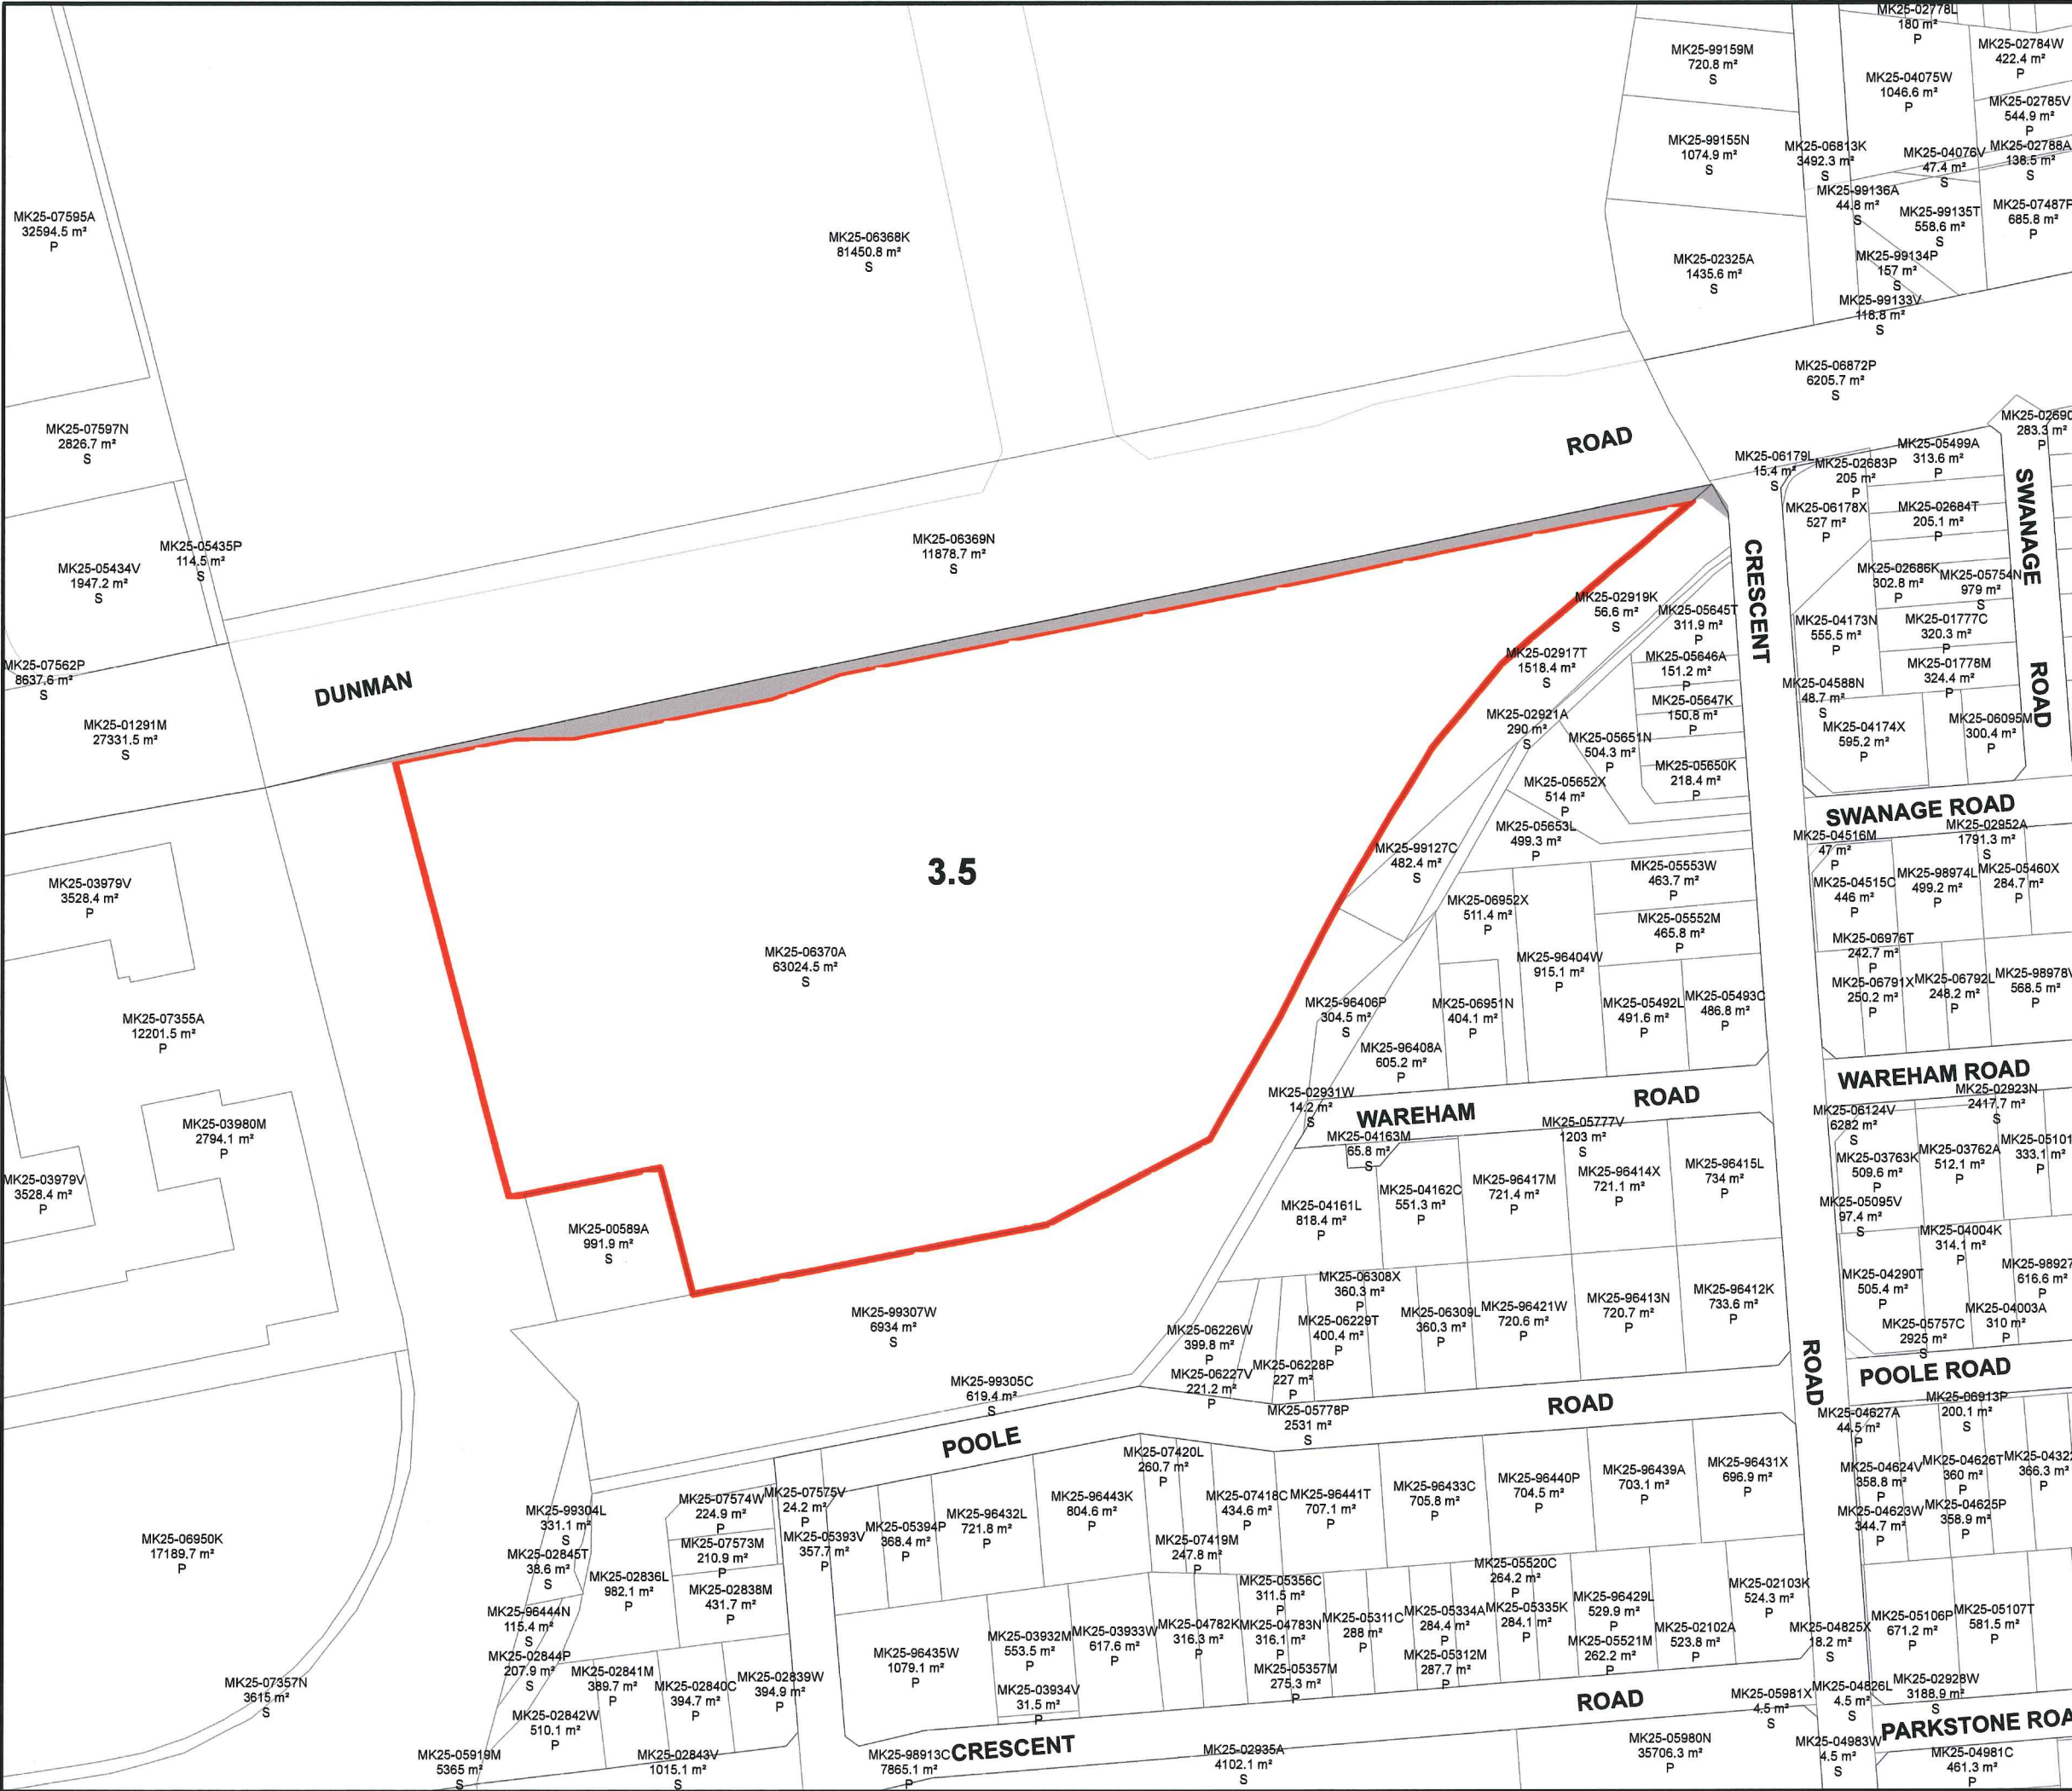 MK25-02778L
180 m²
P
MK25-99159M
720.8 m²
S
MK25-04075W
1046.6 m²
P
MK25-02784W
422.4 m²
P
MK25-02785V
544.9 m²
P
MK25-99155N
1074.9 m²
S
MK25-06813K
3492.3 m²
S
MK25-04076V
47.4 m²
S
MK25-02788A
138.5 m²
S
MK25-99136A
44.8 m²
S
MK25-99135T
558.6 m²
S
MK25-07487P
685.8 m²
P
MK25-07595A
32594.5 m²
P
MK25-06368K
81450.8 m²
S
MK25-02325A
1435.6 m²
S
MK25-99134P
157 m²
S
MK25-99133V
118.8 m²
S
MK25-06872P
6205.7 m²
S
MK25-07597N
2826.7 m²
S
ROAD
MK25-06179L
15.4 m²
S
MK25-02683P
205 m²
P
MK25-05499A
313.6 m²
P
MK25-0269
283.3 m²
P
MK25-06178X
527 m²
P
MK25-02684T
205.1 m²
P
SWANAGE
ROAD
MK25-05435P
114.5 m²
S
MK25-05434V
1947.2 m²
S
MK25-06369N
11878.7 m²
S
CRESCENT
MK25-02686K
302.8 m²
P
MK25-05754N
979 m²
S
MK25-02919K
56.6 m²
S
MK25-05645T
311.9 m²
P
MK25-04173N
555.5 m²
P
MK25-01777C
320.3 m²
P
MK25-07562P
8637.6 m²
S
DUNMAN
MK25-02917T
1518.4 m²
S
MK25-05646A
151.2 m²
P
MK25-01778M
324.4 m²
P
MK25-04588N
48.7 m²
S
MK25-01291M
27331.5 m²
S
MK25-02921A
290 m²
S
MK25-05647K
150.8 m²
P
MK25-05651N
504.3 m²
P
MK25-04174X
595.2 m²
P
MK25-06095M
300.4 m²
P
MK25-05652X
514 m²
P
MK25-05650K
218.4 m²
P
SWANAGE ROAD
3.5
MK25-99127C
482.4 m²
S
MK25-05653L
499.3 m²
P
MK25-04516M
47 m²
P
MK25-02952A
1791.3 m²
S
MK25-03979V
3528.4 m²
P
MK25-05553W
463.7 m²
P
MK25-04515C
446 m²
P
MK25-98974L
499.2 m²
P
MK25-05460X
284.7 m²
P
MK25-06952X
511.4 m²
P
MK25-05552M
465.8 m²
P
MK25-06370A
63024.5 m²
S
MK25-96404W
915.1 m²
P
MK25-06976T
242.7 m²
P
MK25-06791X
250.2 m²
P
MK25-06792L
248.2 m²
P
MK25-98978
568.5 m²
P
MK25-07355A
12201.5 m²
P
MK25-96406P
304.5 m²
S
MK25-06951N
404.1 m²
P
MK25-05492L
491.6 m²
P
MK25-05493C
486.8 m²
P
MK25-96408A
605.2 m²
P
WAREHAM ROAD
MK25-02931W
14.2 m²
S
WAREHAM
ROAD
MK25-02923N
2417.7 m²
S
MK25-03980M
2794.1 m²
P
MK25-04163M
65.8 m²
S
MK25-05777V
1203 m²
S
MK25-06124V
6282 m²
S
MK25-03763K
509.6 m²
P
MK25-03762A
512.1 m²
P
MK25-05101
333.1 m²
P
MK25-03979V
3528.4 m²
P
MK25-04161L
818.4 m²
P
MK25-04162C
551.3 m²
P
MK25-96417M
721.4 m²
P
MK25-96414X
721.1 m²
P
MK25-96415L
734 m²
P
MK25-05095V
97.4 m²
S
MK25-00589A
991.9 m²
S
MK25-04004K
314.1 m²
P
MK25-04290T
505.4 m²
P
MK25-98927
616.6 m²
P
MK25-99307W
6934 m²
S
MK25-06308X
360.3 m²
P
MK25-06226W
399.8 m²
P
MK25-06229T
400.4 m²
P
MK25-06309L
360.3 m²
P
MK25-96421W
720.6 m²
P
MK25-96413N
720.7 m²
P
MK25-96412K
733.6 m²
P
MK25-05757C
2925 m²
S
MK25-04003A
310 m²
P
MK25-06227V
221.2 m²
P
MK25-06228P
227 m²
P
ROAD
POOLE ROAD
MK25-99305C
619.4 m²
S
MK25-05778P
2531 m²
S
POOLE
ROAD
MK25-04627A
44.5 m²
P
MK25-06913P
200.1 m²
S
MK25-07420L
260.7 m²
P
MK25-04624V
358.8 m²
P
MK25-04626T
360 m²
P
MK25-0432
366.3 m²
P
MK25-99304L
331.1 m²
S
MK25-07574W
224.9 m²
P
MK25-07575V
24.2 m²
P
MK25-05394P
368.4 m²
P
MK25-96432L
721.8 m²
P
MK25-96443K
804.6 m²
P
MK25-07418C
434.6 m²
P
MK25-96441T
707.1 m²
P
MK25-96433C
705.8 m²
P
MK25-96440P
704.5 m²
P
MK25-96439A
703.1 m²
P
MK25-96431X
696.9 m²
P
MK25-04623W
344.7 m²
P
MK25-04625P
358.9 m²
P
MK25-06950K
17189.7 m²
P
MK25-02845T
38.6 m²
S
MK25-07573M
210.9 m²
P
MK25-05393V
357.7 m²
P
MK25-07419M
247.8 m²
P
MK25-02836L
982.1 m²
P
MK25-02838M
431.7 m²
P
MK25-05356C
311.5 m²
P
MK25-05520C
264.2 m²
P
MK25-96429L
529.9 m²
P
MK25-02103K
524.3 m²
P
MK25-96444N
115.4 m²
S
MK25-96435W
1079.1 m²
P
MK25-03932M
553.5 m²
P
MK25-03933W
617.6 m²
P
MK25-04782K
316.3 m²
P
MK25-04783N
316.1 m²
P
MK25-05311C
288 m²
P
MK25-05334A
284.4 m²
P
MK25-05335K
284.1 m²
P
MK25-05521M
262.2 m²
P
MK25-02102A
523.8 m²
P
MK25-04825X
18.2 m²
S
MK25-05106P
671.2 m²
P
MK25-05107T
581.5 m²
P
MK25-02844P
207.9 m²
S
MK25-02841M
389.7 m²
P
MK25-02840C
394.7 m²
P
MK25-02839W
394.9 m²
P
MK25-03934V
31.5 m²
P
MK25-05357M
275.3 m²
P
MK25-05312M
287.7 m²
P
MK25-07357N
3615 m²
S
MK25-02842W
510.1 m²
P
ROAD
MK25-05981X
4.5 m²
S
MK25-04826L
4.5 m²
S
MK25-02928W
3188.9 m²
S
PARKSTONE ROA
MK25-05919M
5365 m²
S
MK25-02843V
1015.1 m²
S
MK25-98913C
7865.1 m²
P
CRESCENT
MK25-02935A
4102.1 m²
S
MK25-05980N
35706.3 m²
P
MK25-04983W
4.5 m²
S
MK25-04981C
461.3 m²
P